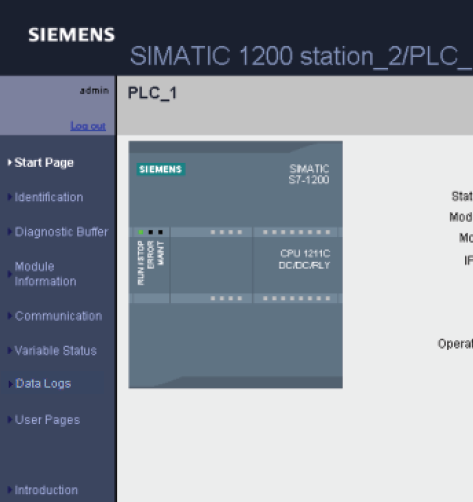 SIEMENS
SIMATIC 1200 station_2/PLC_
admin
PLC_1
Log out
Start Page
Identification
Diagnostic Buffer
Module
Information
Communication
Variable Status
Data Logs
User Pages
Introduction
SIEMENS
SIMATIC
S7-1200
RUN / STOP
ERROR
MAINT
CPU 1211C
DC/DC/RLY
Stat
Mod
Mo
IF
Operat